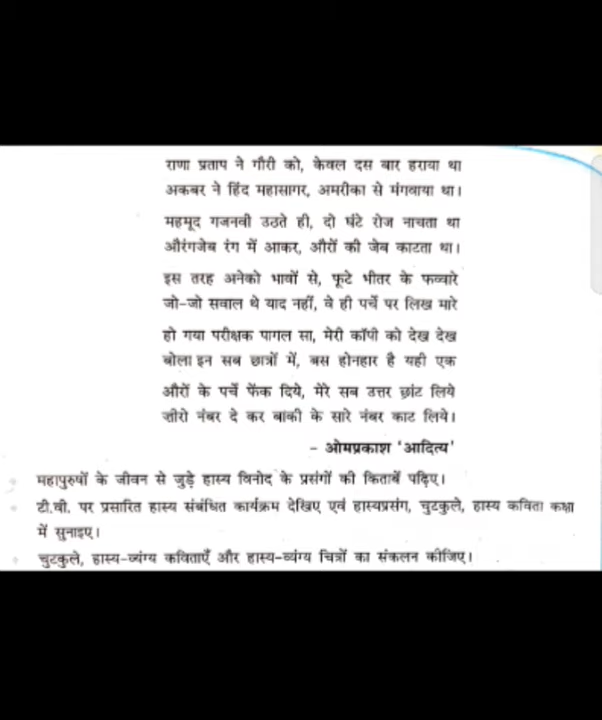 राणा प्रताप ने गौरी को, केवल दस बार हराया था
अकबर ने हिंद महासागर, अमरीका से मंगवाया था।
महमूद गजनवी उठते ही, दो घंटे रोज नाचता था
औरंगजेब रंग में आकर, औरों की जेब काटता था।
इस तरह अनेको भावों से, फूटे भीतर के फव्वारे
जो-जो सवाल थे याद नहीं, वे ही पर्चे पर लिख मारे
हो गया परीक्षक पागल सा, मेरी कॉपी को देख देख
बोला इन सब छात्रों में, बस होनहार है यही एक
औरों के पर्चे फेंक दिये, मेरे सब उत्तर छांट लिये
जीरो नंबर दे कर बाकी के सारे नंबर काट लिये।
- ओमप्रकाश 'आदित्य'
महापुरुषों के जीवन से जुड़े हास्य विनोद के प्रसंगों की किताबें पढ़िए।
टी.वी. पर प्रसारित हास्य संबंधित कार्यक्रम देखिए एवं हास्यप्रसंग, चुटकुले, हास्य कविता कक्षा
में सुनाइए।
चुटकुले, हास्य-व्यंग्य कविताएँ और हास्य-व्यंग्य चित्रों का संकलन कीजिए।